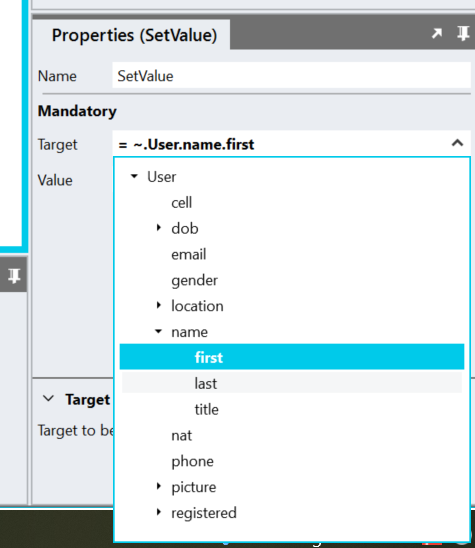 Properties (SetValue)
Name SetValue
Mandatory
Target = ~.User.name.first
Value
User
cell
dob
email
gender
location
name
first
last
title
nat
phone
picture
registered
Target
Target to be